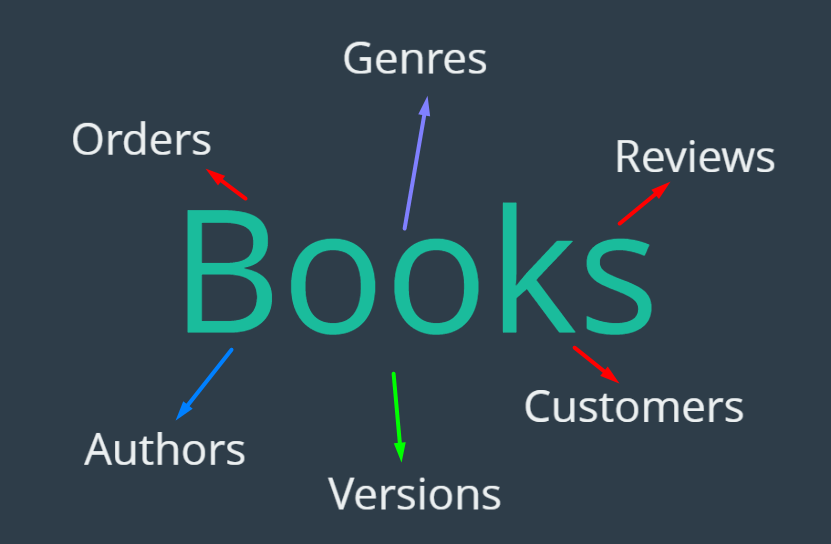 Genres
Orders
Reviews
Books
Customers
Authors
Versions